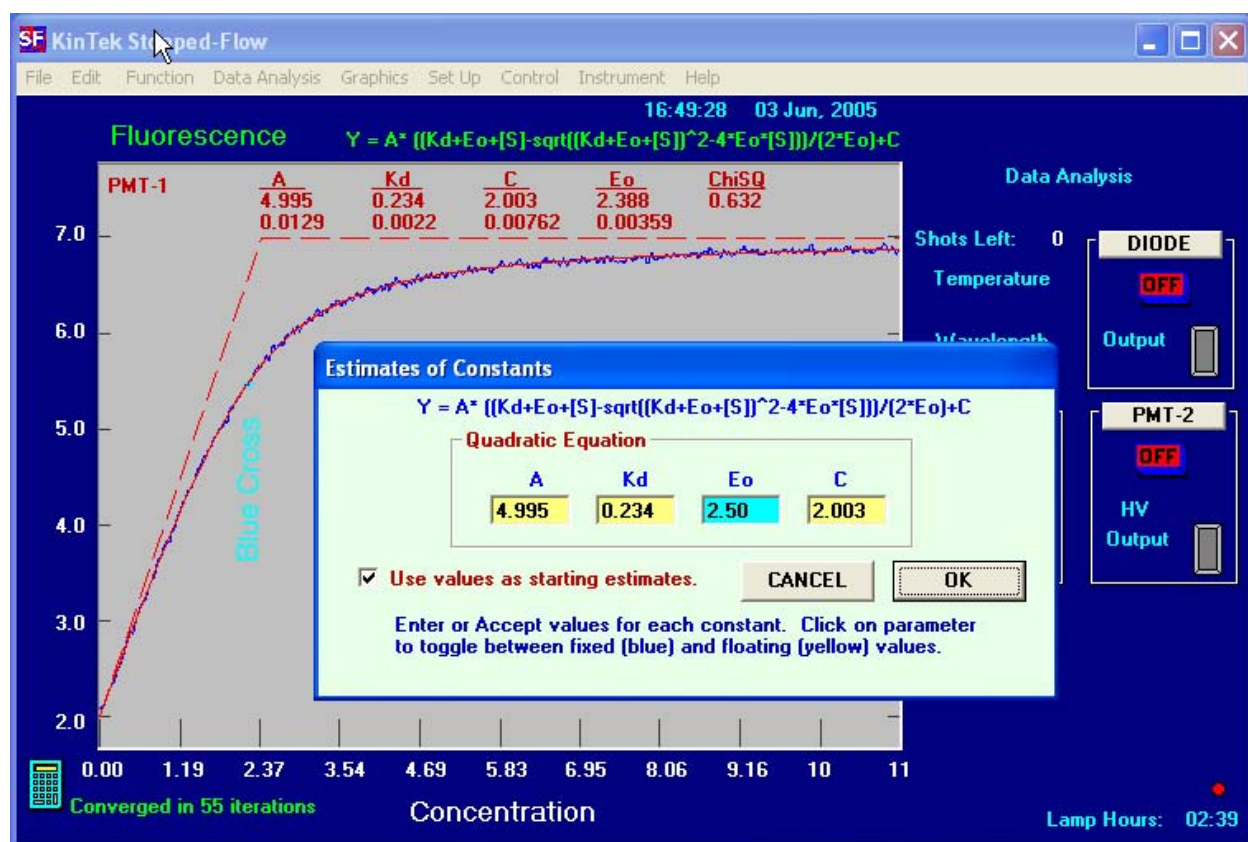 SF KinTek Stopped-Flow
File Edit Function Data Analysis Graphics Set Up Control Instrument Help
16:49:28 03 Jun, 2005
Fluorescence Y = A* ((Kd+Eo+[S]-sqrt((Kd+Eo+[S])^2-4*Eo*[S]))/(2*Eo)+C
Data Analysis
PMT-1 A Kd C Eo ChiSQ
4.995 0.234 2.003 2.388 0.632
0.0129 0.0022 0.00762 0.00359
7.0
6.0
5.0
4.0
3.0
2.0
Blue Cross
Shots Left: 0
Temperature
Wavelength
DIODE
OFF
Output
PMT-2
OFF
HV
Output
Estimates of Constants
Y = A* ((Kd+Eo+[S]-sqrt((Kd+Eo+[S])^2-4*Eo*[S]))/(2*Eo)+C
Quadratic Equation
A Kd Eo C
4.995 0.234 2.50 2.003
Use values as starting estimates. CANCEL OK
Enter or Accept values for each constant. Click on parameter
to toggle between fixed (blue) and floating (yellow) values.
0.00 1.19 2.37 3.54 4.69 5.83 6.95 8.06 9.16 10 11
Converged in 55 iterations
Concentration
Lamp Hours: 02:39